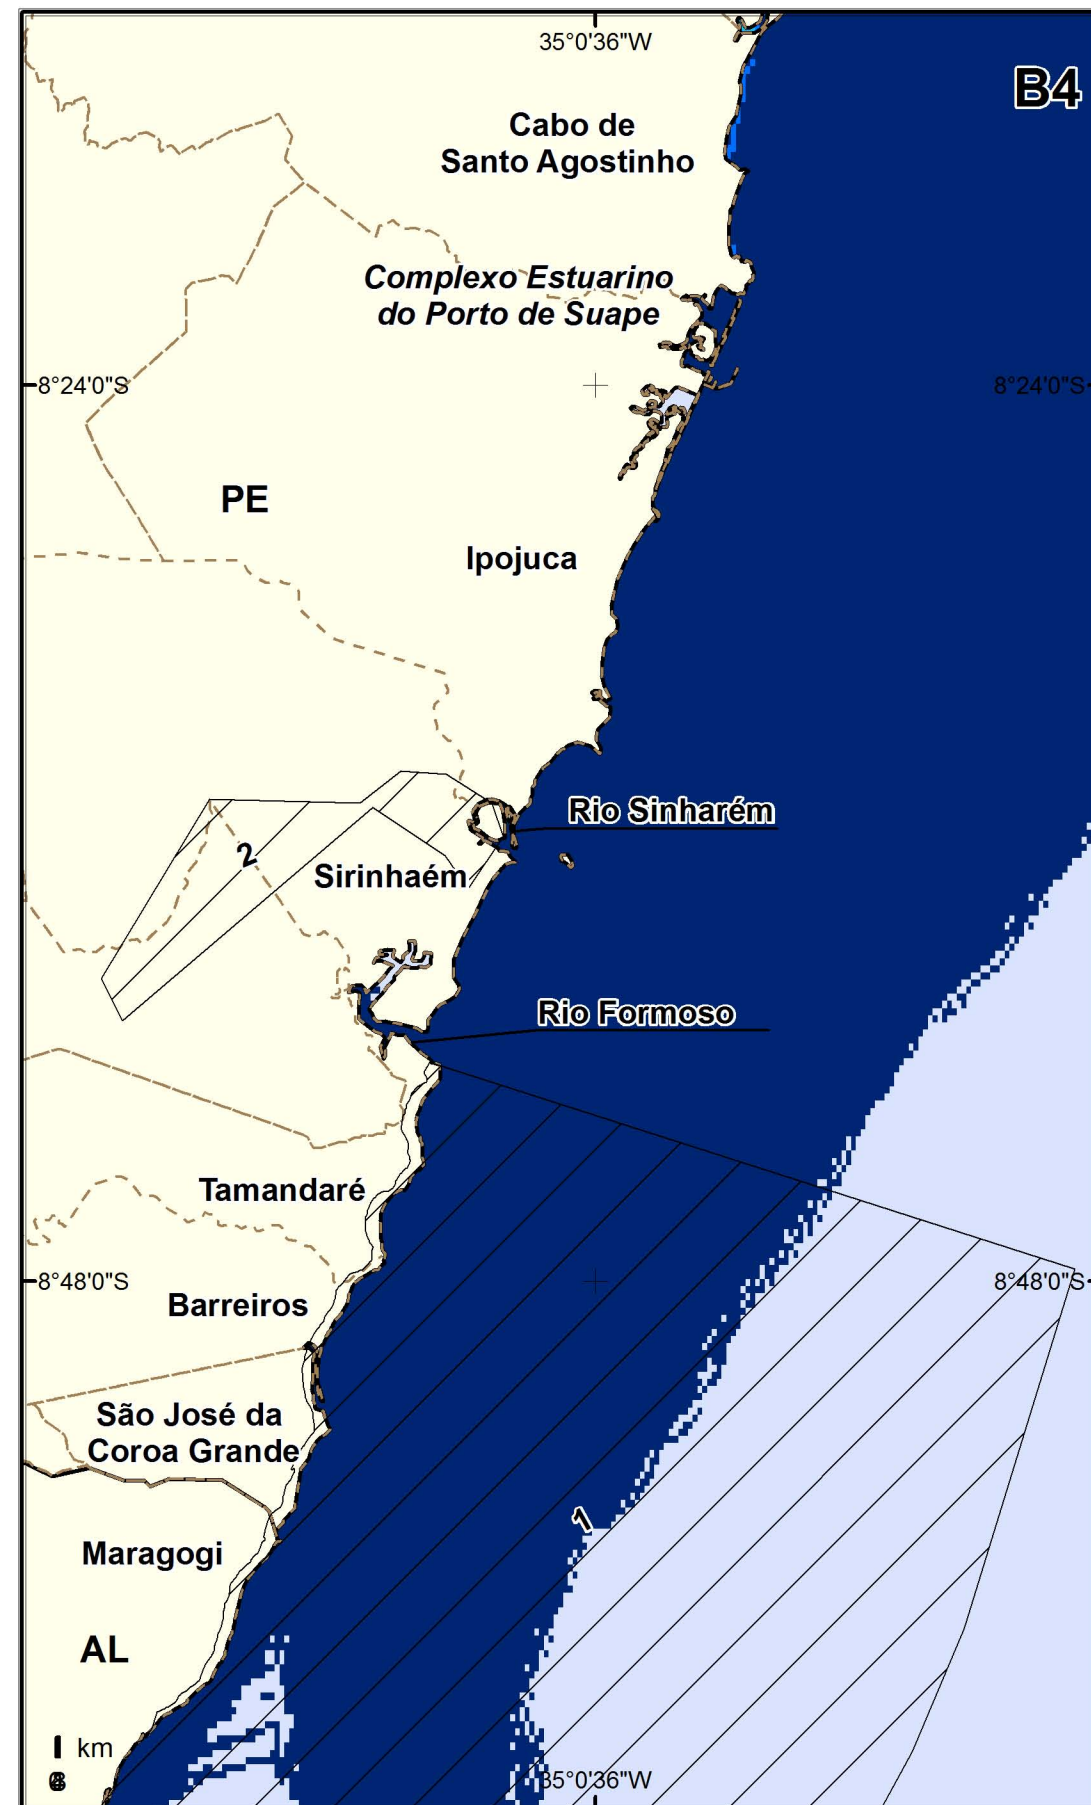 35°0'36"W
B4
Cabo de
Santo Agostinho
Complexo Estuarino
do Porto de Suape
8°24'0"S
8°24'0"S
PE
Ipojuca
Rio Sinharém
2
Sirinhaém
Rio Formoso
Tamandaré
8°48'0"S
8°48'0"S
Barreiros
São José da
Coroa Grande
1
Maragogi
AL
km
35°0'36"W